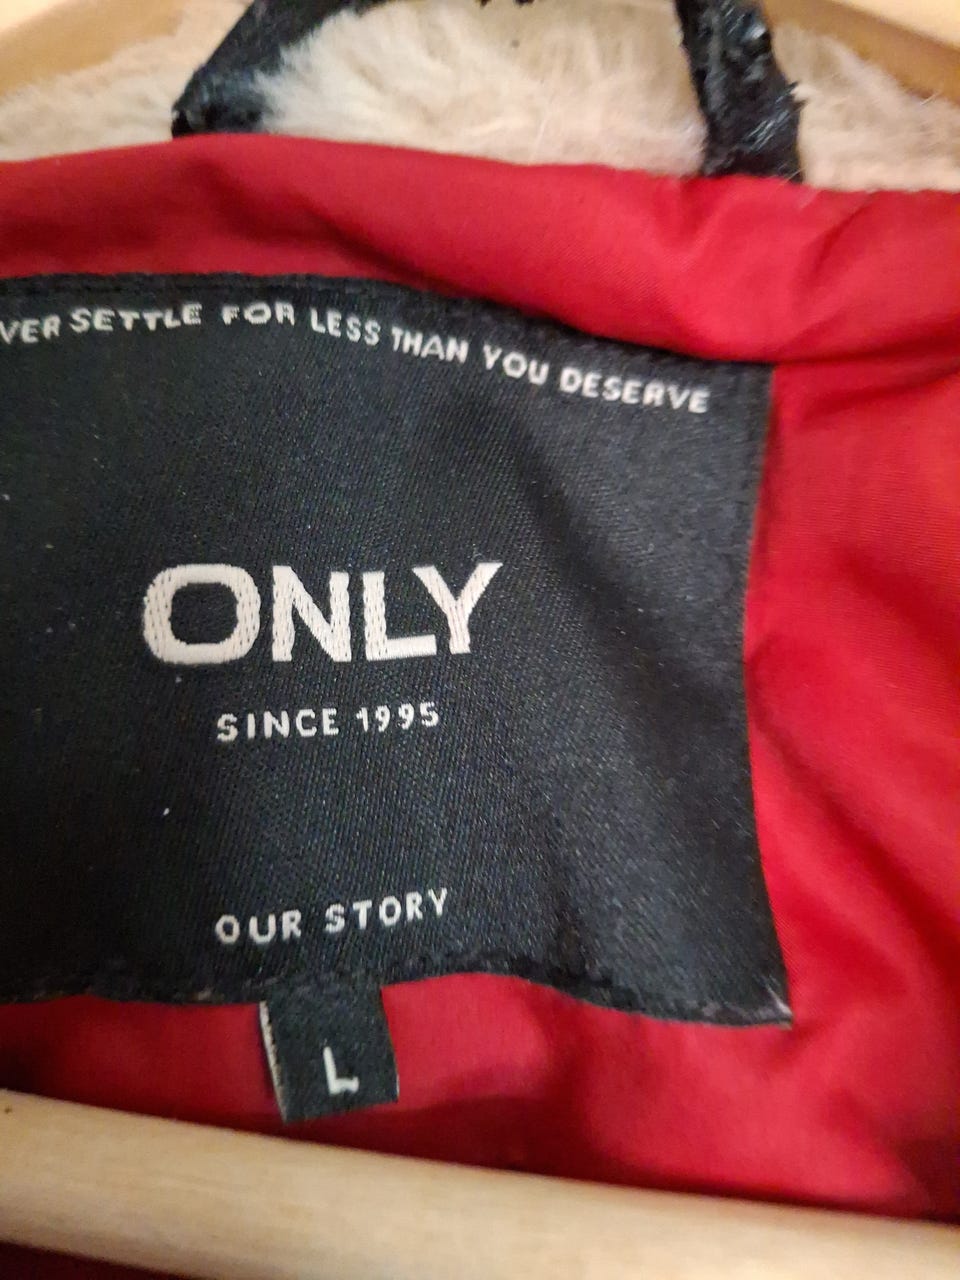 VER SETTLE FOR LESS THAN YOU DESERVE
ONLY
SINCE 1995
OUR STORY
L